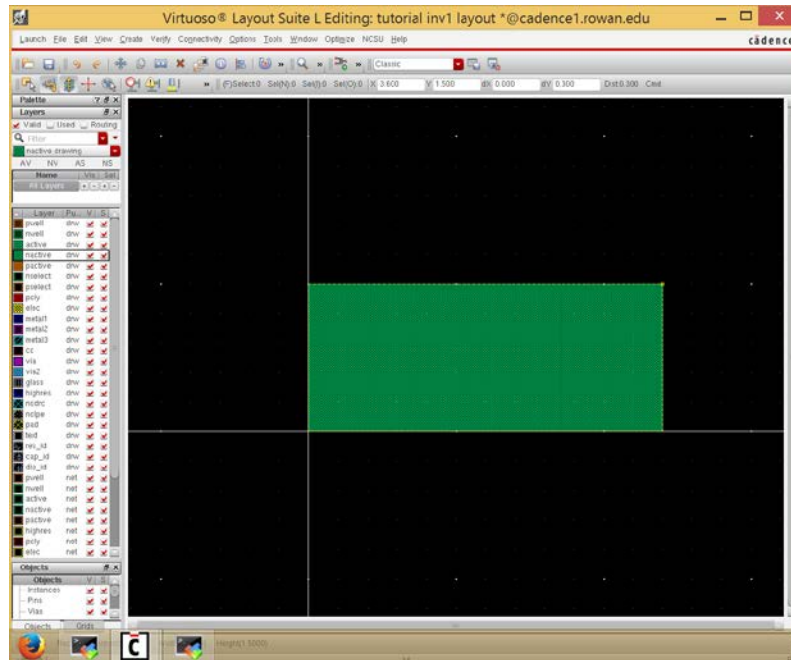 Virtuoso® Layout Suite L Editing: tutorial inv1 layout *@cadence1.rowan.edu
Launch File Edit View Create Verify Connectivity Options Tools Window Optimize NCSU Help
cādence
Classic
(F)Select:0 Sel(N):0 Sel(I):0 Sel(O):0 X 3.600 Y 1.500 dX 0.000 dY 0.300 Dist:0.300 Cmd:
Palette
Layers
Valid Used Routing
Filter
nactive drawing
AV NV AS NS
Name Vis Sel
All Layers
Layer Pu... V S
pwell drw
nwell drw
active drw
nactive drw
pactive drw
nselect drw
pselect drw
poly drw
elec drw
metal1 drw
metal2 drw
metal3 drw
cc drw
via drw
via2 drw
glass drw
highres drw
nodrc drw
nolpe drw
pad drw
text drw
res_id drw
cap_id drw
dio_id drw
pwell net
nwell net
active net
nactive net
pactive net
highres net
poly net
elec net
Objects
Objects V S
Instances
Pins
Vias
Objects Grids